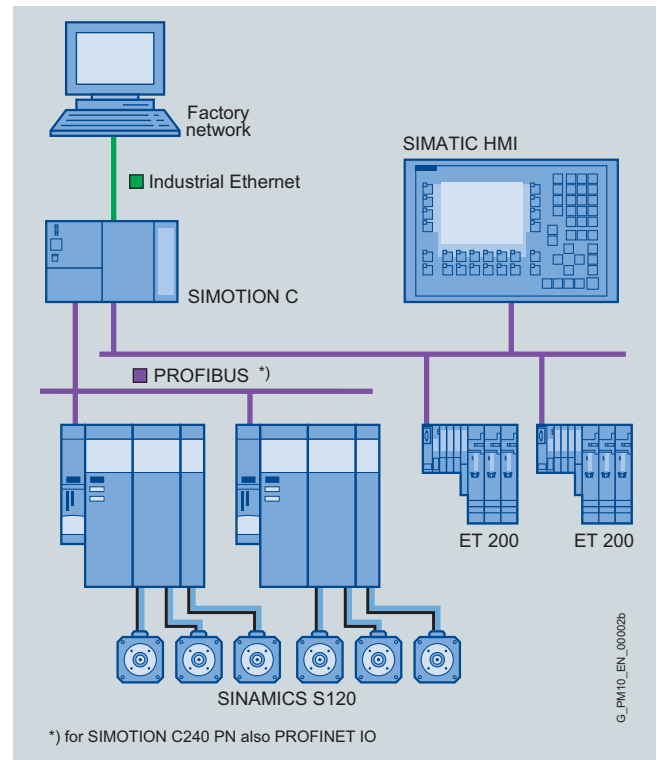 Factory
network
SIMATIC HMI
Industrial Ethernet
SIMOTION C
PROFIBUS *)
ET 200
ET 200
SINAMICS S120
G_PM10_EN_00002b
*) for SIMOTION C240 PN also PROFINET IO